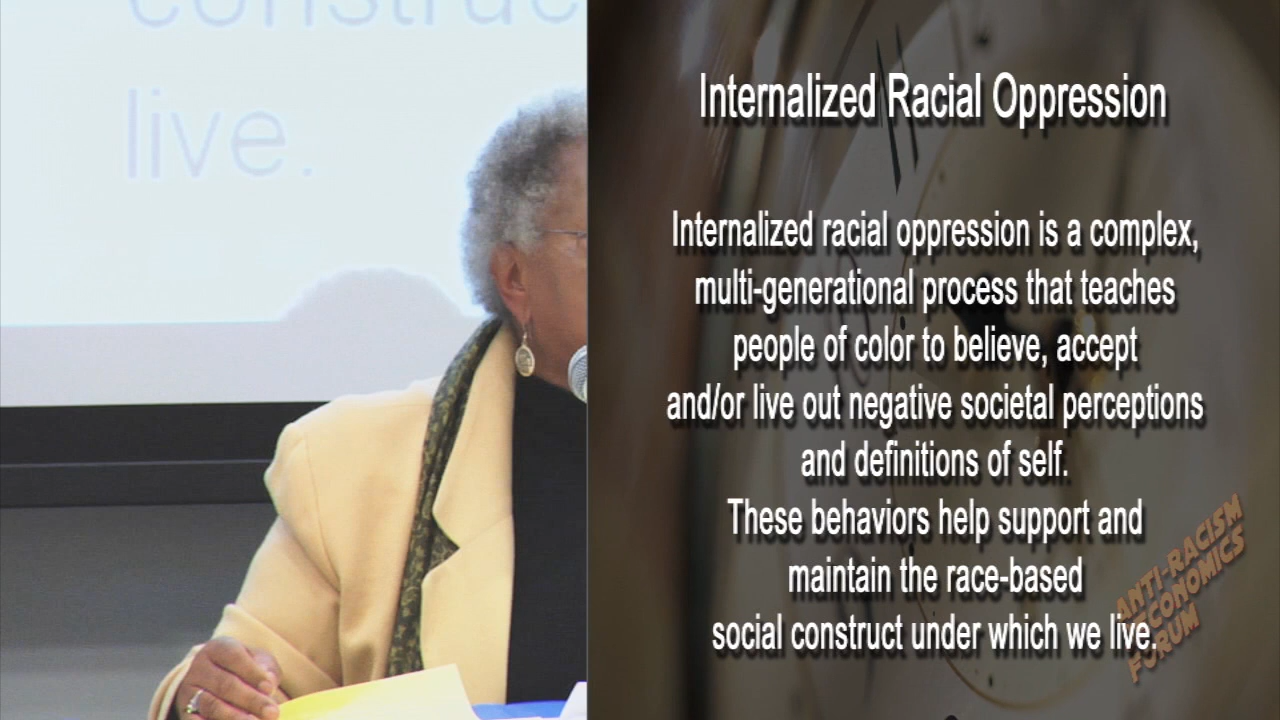 construc
live.
Internalized Racial Oppression
Internalized racial oppression is a complex,
multi-generational process that teaches
people of color to believe, accept
and/or live out negative societal perceptions
and definitions of self.
These behaviors help support and
maintain the race-based
social construct under which we live.
ANTI-RACISM
ECONOMICS
FORUM